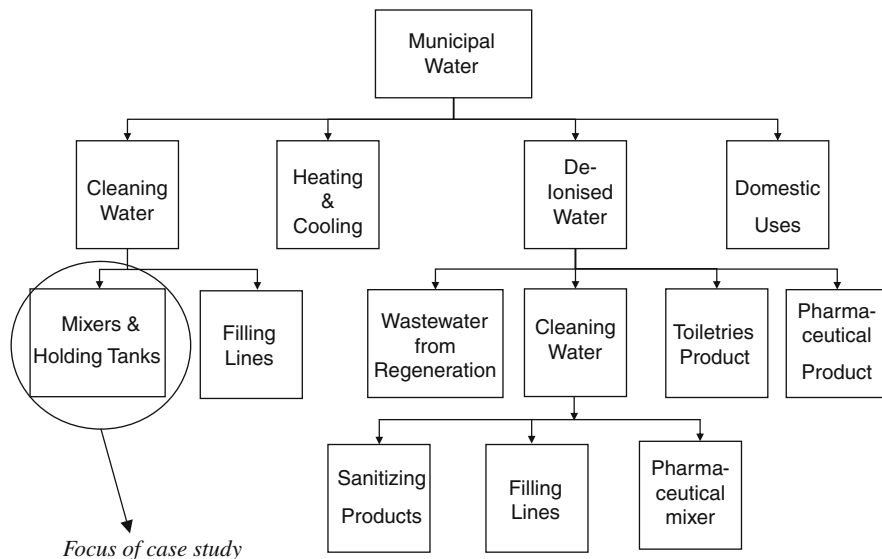 Municipal
Water
Cleaning
Water
Heating
&
Cooling
De-
Ionised
Water
Domestic
Uses
Mixers &
Holding Tanks
Filling
Lines
Wastewater
from
Regeneration
Cleaning
Water
Toiletries
Product
Pharma-
ceutical
Product
Sanitizing
Products
Filling
Lines
Pharma-
ceutical
mixer
Focus of case study